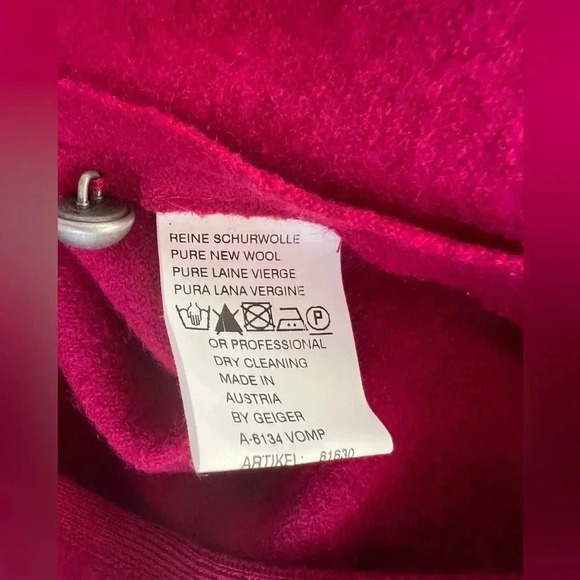 REINE SCHURWOLLE
PURE NEW WOOL
PURE LAINE VIERGE
PURA LANA VERGINE
P
OR PROFESSIONAL
DRY CLEANING
MADE IN
AUSTRIA
BY GEIGER
A-6134 VOMP
ARTIKEL: 61630